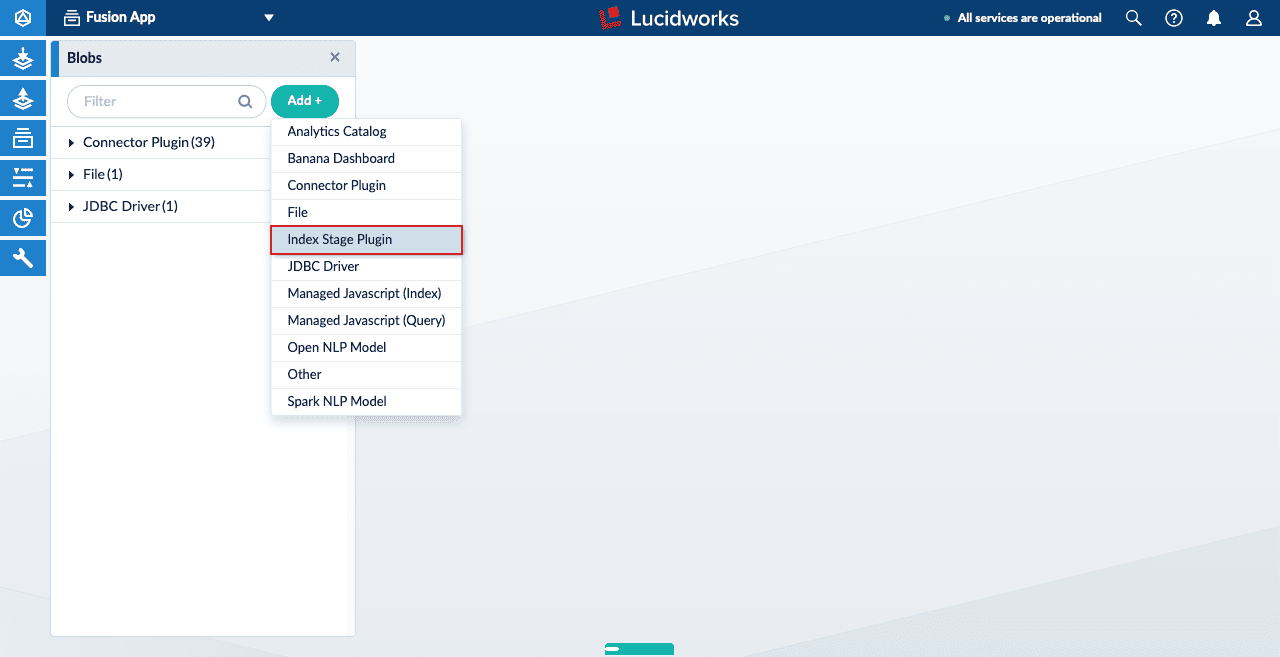 Fusion App
Lucidworks
All services are operational
Blobs
Filter
Add +
Connector Plugin (39)
File (1)
JDBC Driver (1)
Analytics Catalog
Banana Dashboard
Connector Plugin
File
Index Stage Plugin
JDBC Driver
Managed Javascript (Index)
Managed Javascript (Query)
Open NLP Model
Other
Spark NLP Model